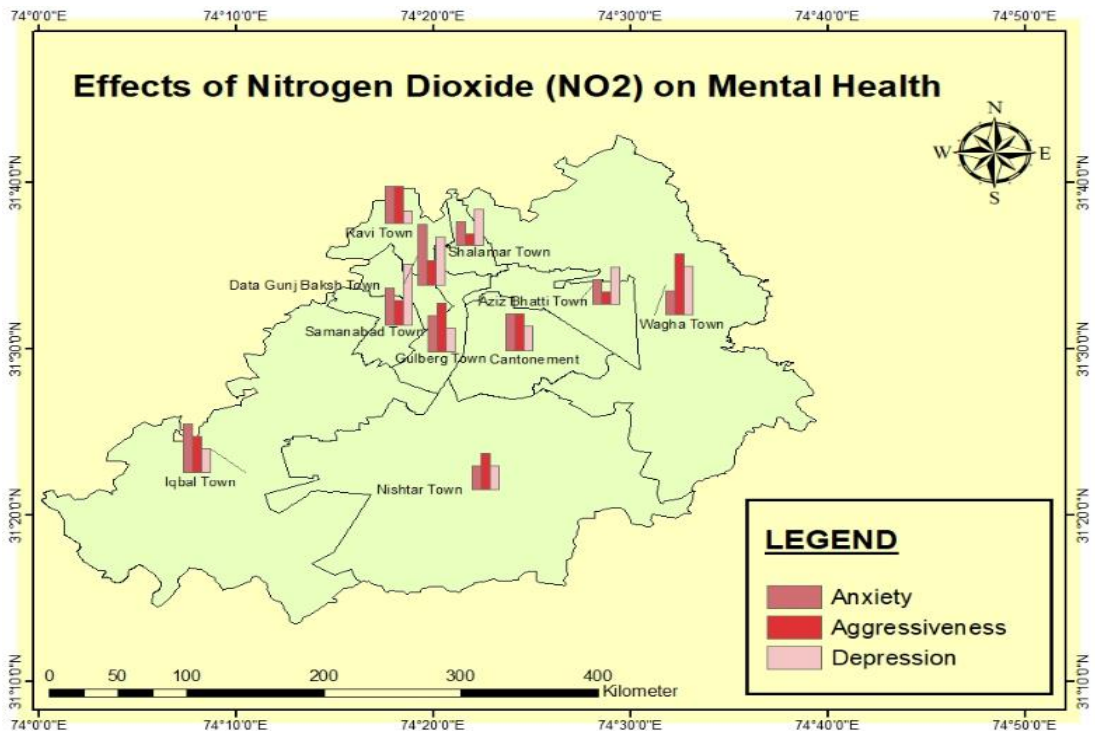 74°0'0"E 74°10'0"E 74°20'0"E 74°30'0"E 74°40'0"E 74°50'0"E
Effects of Nitrogen Dioxide (NO2) on Mental Health
N
W E
S
31°40'0"N 31°40'0"N
Ravi Town
Shalamar Town
Data Gunj Baksh Town
Aziz Bhatti Town
Wagha Town
Samanabad Town
31°30'0"N 31°30'0"N
Gulberg Town Cantonement
Iqbal Town
Nishtar Town
31°20'0"N 31°20'0"N
LEGEND
Anxiety
Aggressiveness
Depression
0 50 100 200 300 400
Kilometer
31°10'0"N 31°10'0"N
74°0'0"E 74°10'0"E 74°20'0"E 74°30'0"E 74°40'0"E 74°50'0"E